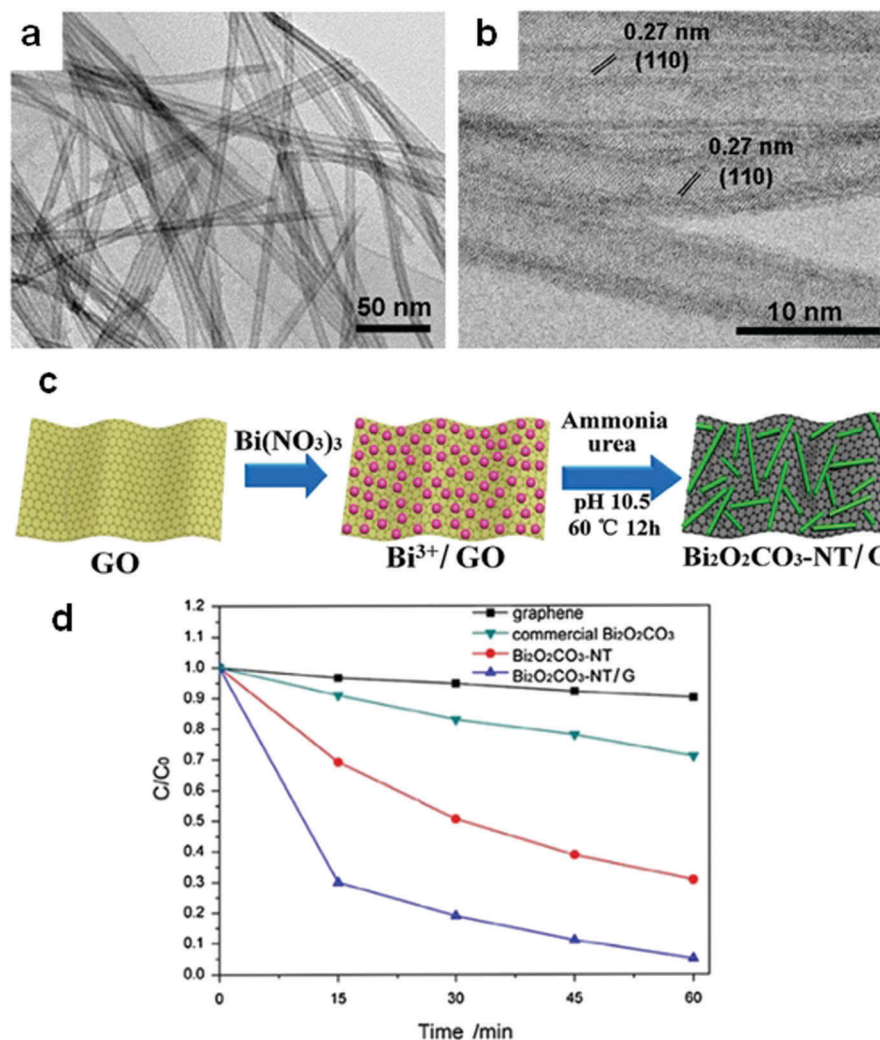 a
50 nm
b
0.27 nm
(110)
0.27 nm
(110)
10 nm
c
GO
Bi(NO₃)₃
Bi³⁺/ GO
Ammonia
urea
pH 10.5
60 ℃ 12h
Bi₂O₂CO₃-NT/ G
d
graphene
commercial Bi₂O₂CO₃
Bi₂O₂CO₃-NT
Bi₂O₂CO₃-NT/ G
C/C₀
1.2
1.1
1.0
0.9
0.8
0.7
0.6
0.5
0.4
0.3
0.2
0.1
0.0
0
15
30
45
60
Time /min